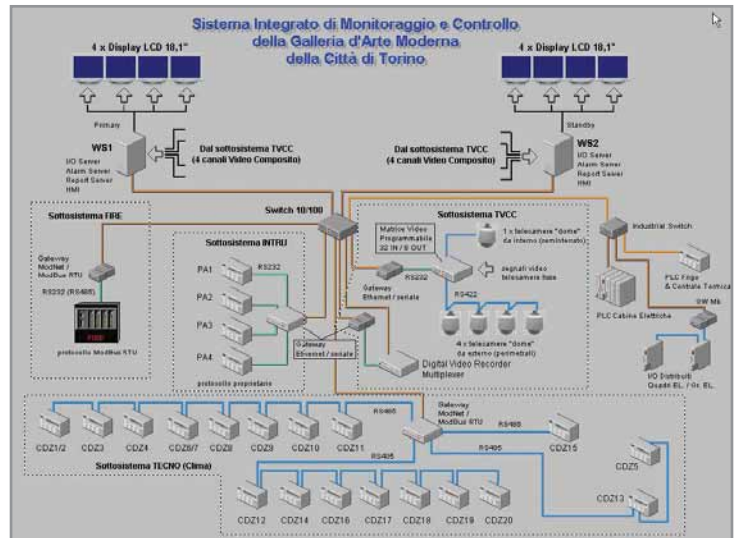 Sistema Integrato di Monitoraggio e Controllo
della Galleria d'Arte Moderna
della Città di Torino
4 x Display LCD 18,1"
4 x Display LCD 18,1"
Primary
Standby
WS1
I/O Server
Alarm Server
Report Server
HMI
Dal sottosistema TVCC
(4 canali Video Composito)
Dal sottosistema TVCC
(4 canali Video Composito)
WS2
I/O Server
Alarm Server
Report Server
HMI
Switch 10/100
Sottosistema FIRE
Gateway
ModNet /
ModBus RTU
RS232 (RS485)
FIRE
protocollo ModBus RTU
Sottosistema INTRU
PA1
RS232
PA2
PA3
PA4
protocollo proprietario
Gateway
Ethernet / seriale
Sottosistema TVCC
Matrice Video
Programmabile
32 IN / 8 OUT
1 x telecamere "dome"
da interno (seminterrato)
RS232
Gateway
Ethernet / seriale
segnali video
telecamere fisse
RS422
4 x telecamere "dome"
da esterno (perimetrali)
Digital Video Recorder
Multiplexer
Industrial Switch
PLC Frigo
& Centrale Termica
PLC Cabina Elettrica
GW Mb
I/O Distribuiti
Quadri EL. / Gr. EL.
Gateway
ModNet /
ModBus RTU
RS485
CDZ1/2
CDZ3
CDZ4
CDZ6/7
CDZ8
CDZ9
CDZ10
CDZ11
RS485
CDZ15
RS485
CDZ5
Sottosistema TECNO (Clima)
RS485
CDZ13
CDZ12
CDZ14
CDZ16
CDZ17
CDZ18
CDZ19
CDZ20